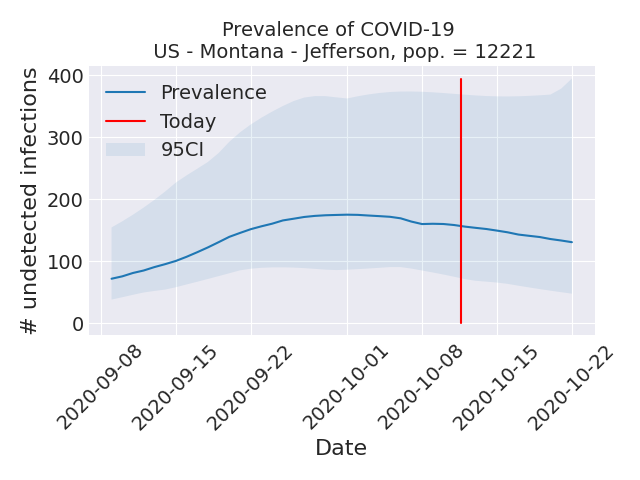 Prevalence of COVID-19
US - Montana - Jefferson, pop. = 12221
# undetected infections
400
300
200
100
0
Prevalence
Today
95CI
2020-09-08
2020-09-15
2020-09-22
2020-10-01
2020-10-08
2020-10-15
2020-10-22
Date